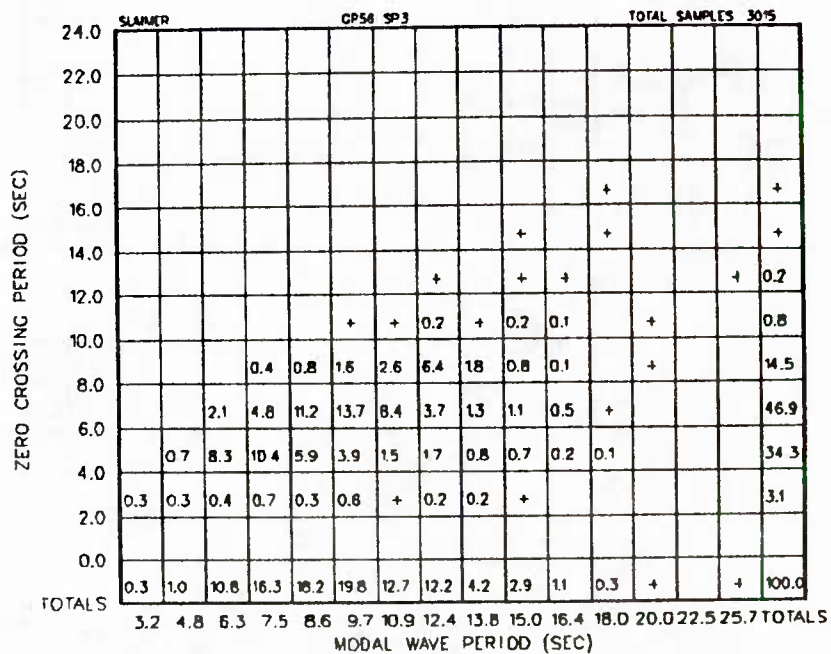 SUMMER GP56 SP3 TOTAL SAMPLES 3015
24.0
22.0
20.0
18.0
+ +
16.0
+ + +
14.0
+ + + + 0.2
12.0
+ + 0.2 + 0.2 0.1 + 0.8
10.0
0.4 0.8 1.6 2.6 6.4 1.8 0.8 0.1 + 14.5
8.0
2.1 4.8 11.2 13.7 8.4 3.7 1.3 1.1 0.5 + 46.9
6.0
0.7 8.3 10.4 5.9 3.9 1.5 1.7 0.8 0.7 0.2 0.1 34.3
4.0
0.3 0.3 0.4 0.7 0.3 0.6 + 0.2 0.2 + 3.1
2.0
0.0
TOTALS 0.3 1.0 10.8 16.3 18.2 19.8 12.7 12.2 4.2 2.9 1.1 0.3 + + 100.0
3.2 4.8 6.3 7.5 8.6 9.7 10.9 12.4 13.8 15.0 16.4 18.0 20.0 22.5 25.7 TOTALS
MODAL WAVE PERIOD (SEC)
ZERO CROSSING PERIOD (SEC)